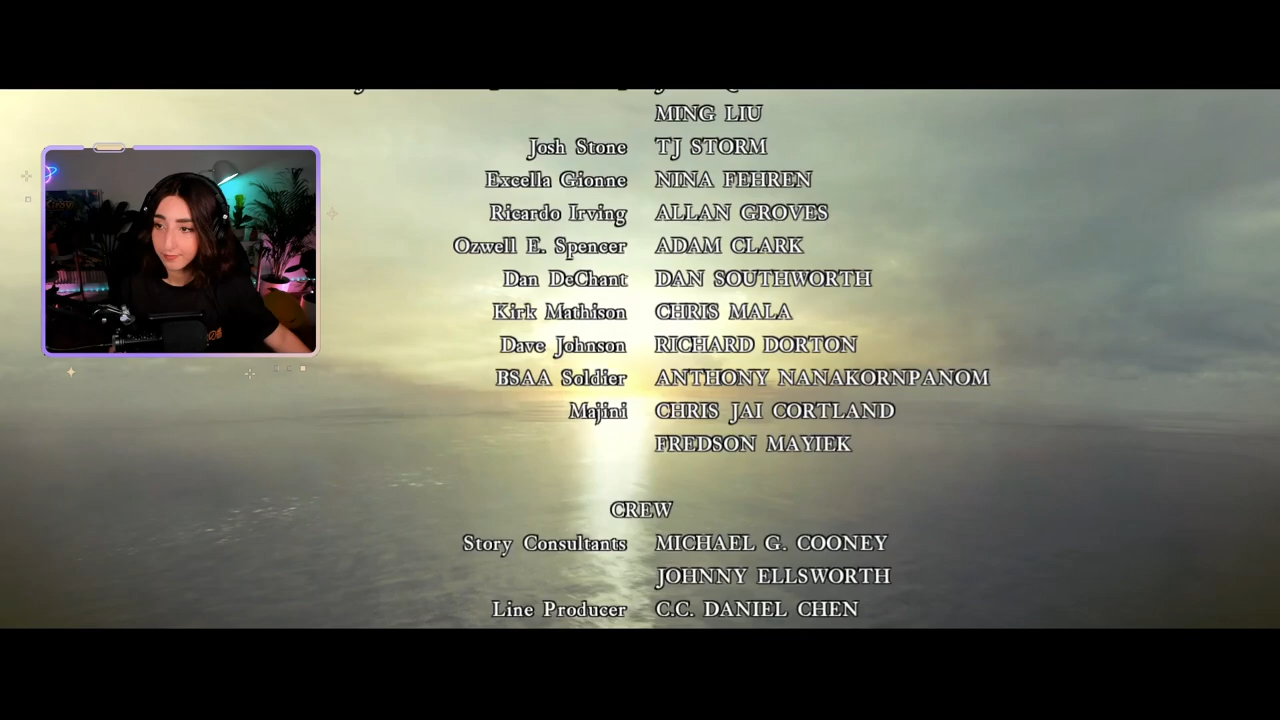 MING LIU
Josh Stone TJ STORM
Excella Gionne NINA FEHREN
Ricardo Irving ALLAN GROVES
Ozwell E. Spencer ADAM CLARK
Dan DeChant DAN SOUTHWORTH
Kirk Mathison CHRIS MALA
Dave Johnson RICHARD DORTON
BSAA Soldier ANTHONY NANAKORNPANOM
Majini CHRIS JAI CORTLAND
FREDSON MAYIEK
CREW
Story Consultants MICHAEL G. COONEY
JOHNNY ELLSWORTH
Line Producer C.C. DANIEL CHEN